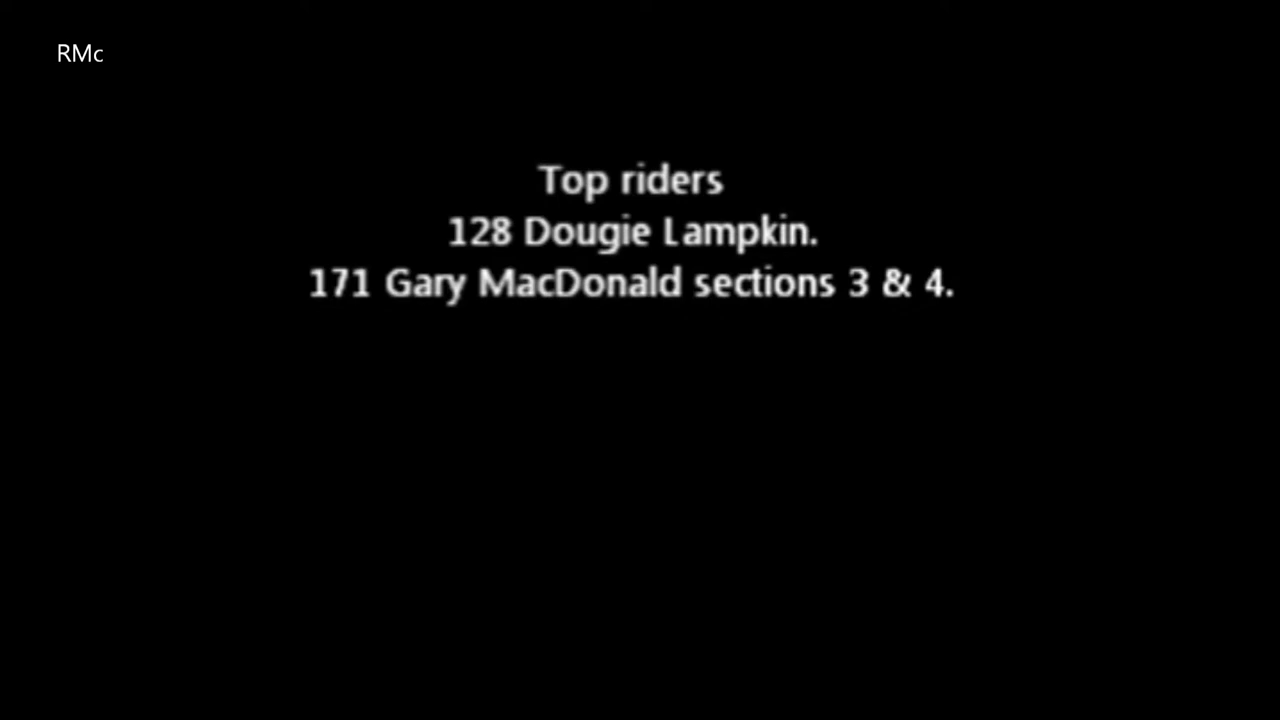 RMc
Top riders
128 Dougie Lampkin.
171 Gary MacDonald sections 3 & 4.